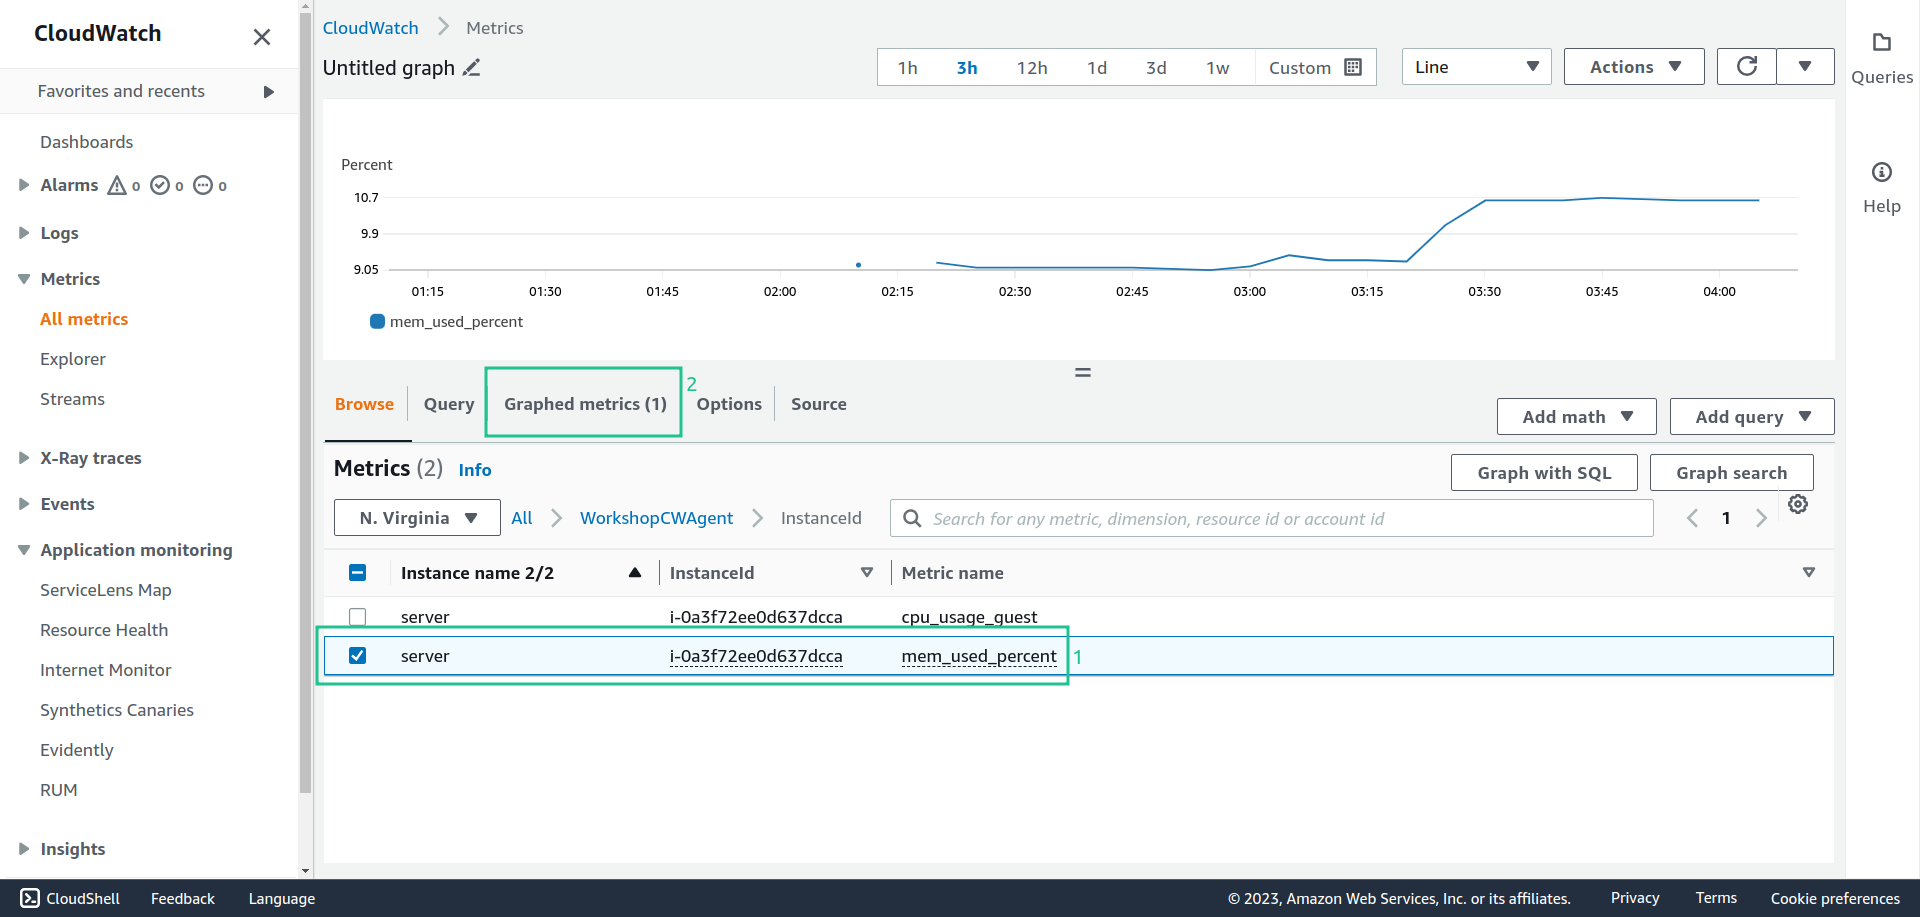 CloudWatch
Favorites and recents
Dashboards
Alarms 0 0 0
Logs
Metrics
All metrics
Explorer
Streams
X-Ray traces
Events
Application monitoring
ServiceLens Map
Resource Health
Internet Monitor
Synthetics Canaries
Evidently
RUM
Insights
CloudWatch Metrics
Untitled graph
1h 3h 12h 1d 3d 1w Custom
Line
Actions
Percent
10.7
9.9
9.05
01:15 01:30 01:45 02:00 02:15 02:30 02:45 03:00 03:15 03:30 03:45 04:00
mem_used_percent
Browse Query Graphed metrics (1) 2 Options Source
Add math Add query
Metrics (2) Info
Graph with SQL Graph search
N. Virginia All WorkshopCWAgent InstanceId Search for any metric, dimension, resource id or account id 1
Instance name 2/2 InstanceId Metric name
server i-0a3f72ee0d637dcca cpu_usage_guest
server i-0a3f72ee0d637dcca mem_used_percent 1
Queries
Help
CloudShell Feedback Language © 2023, Amazon Web Services, Inc. or its affiliates. Privacy Terms Cookie preferences